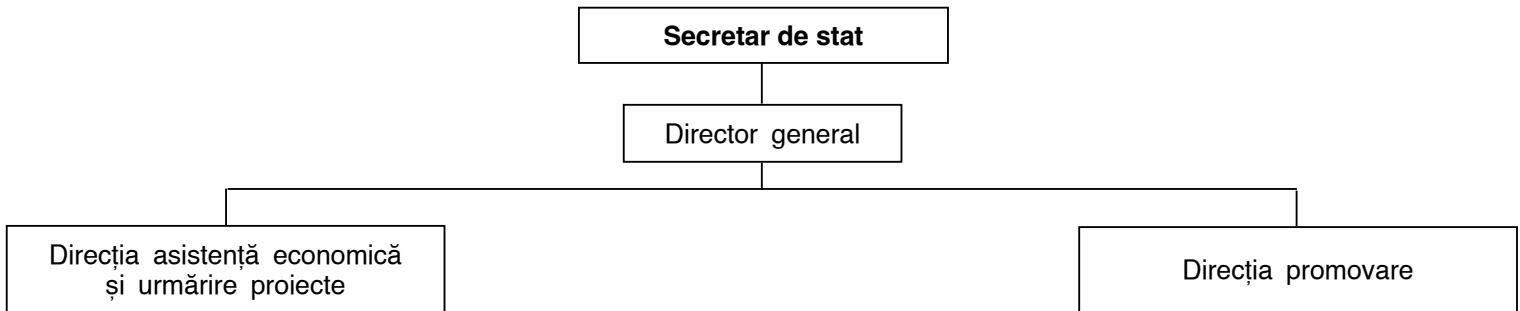 Secretar de stat
Director general
Direcția asistență economică
și urmărire proiecte
Direcția promovare